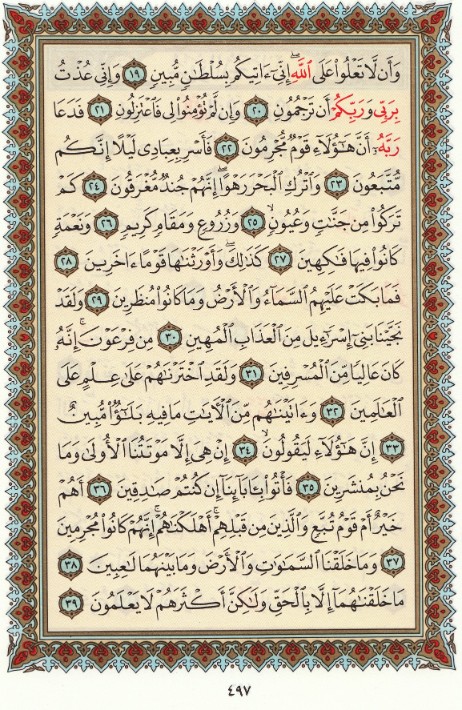 وَأَن لَّا تَعْلُوا۟ عَلَى ٱللَّهِ ۖ إِنِّىٓ ءَاتِيكُم بِسُلْطَٰنٍ مُّبِينٍ ١٩ وَإِنِّى عُذْتُ
بِرَبِّى وَرَبِّكُمْ أَن تَرْجُمُونِ ٢٠ وَإِن لَّمْ تُؤْمِنُوا۟ لِى فَٱعْتَزِلُونِ ٢١ فَدَعَا
رَبَّهُۥٓ أَنَّ هَٰٓؤُلَآءِ قَوْمٌ مُّجْرِمُونَ ٢٢ فَأَسْرِ بِعِبَادِى لَيْلًا إِنَّكُم
مُّتَّبَعُونَ ٢٣ وَٱتْرُكِ ٱلْبَحْرَ رَهْوًا ۖ إِنَّهُمْ جُندٌ مُّغْرَقُونَ ٢٤ كَمْ
تَرَكُوا۟ مِن جَنَّٰتٍ وَعُيُونٍ ٢٥ وَزُرُوعٍ وَمَقَامٍ كَرِيمٍ ٢٦ وَنَعْمَةٍ
كَانُوا۟ فِيهَا فَٰكِهِينَ ٢٧ كَذَٰلِكَ ۖ وَأَوْرَثْنَٰهَا قَوْمًا ءَاخَرِينَ ٢٨
فَمَا بَكَتْ عَلَيْهِمُ ٱلسَّمَآءُ وَٱلْأَرْضُ وَمَا كَانُوا۟ مُنظَرِينَ ٢٩ وَلَقَدْ
نَجَّيْنَا بَنِىٓ إِسْرَٰٓءِيلَ مِنَ ٱلْعَذَابِ ٱلْمُهِينِ ٣٠ مِن فِرْعَوْنَ ۚ إِنَّهُۥ
كَانَ عَالِيًا مِّنَ ٱلْمُسْرِفِينَ ٣١ وَلَقَدِ ٱخْتَرْنَٰهُمْ عَلَىٰ عِلْمٍ عَلَى
ٱلْعَٰلَمِينَ ٣٢ وَءَاتَيْنَٰهُم مِّنَ ٱلْءَايَٰتِ مَا فِيهِ بَلَٰٓؤٌا۟ مُّبِينٌ
٣٣ إِنَّ هَٰٓؤُلَآءِ لَيَقُولُونَ ٣٤ إِنْ هِىَ إِلَّا مَوْتَتُنَا ٱلْأُولَىٰ وَمَا
نَحْنُ بِمُنشَرِينَ ٣٥ فَأْتُوا۟ بِـَٔابَآئِنَآ إِن كُنتُمْ صَٰدِقِينَ ٣٦ أَهُمْ
خَيْرٌ أَمْ قَوْمُ تُبَّعٍ وَٱلَّذِينَ مِن قَبْلِهِمْ ۚ أَهْلَكْنَٰهُمْ ۖ إِنَّهُمْ كَانُوا۟ مُجْرِمِينَ
٣٧ وَمَا خَلَقْنَا ٱلسَّمَٰوَٰتِ وَٱلْأَرْضَ وَمَا بَيْنَهُمَا لَٰعِبِينَ ٣٨
مَا خَلَقْنَٰهُمَآ إِلَّا بِٱلْحَقِّ وَلَٰكِنَّ أَكْثَرَهُمْ لَا يَعْلَمُونَ ٣٩
٤٩٧